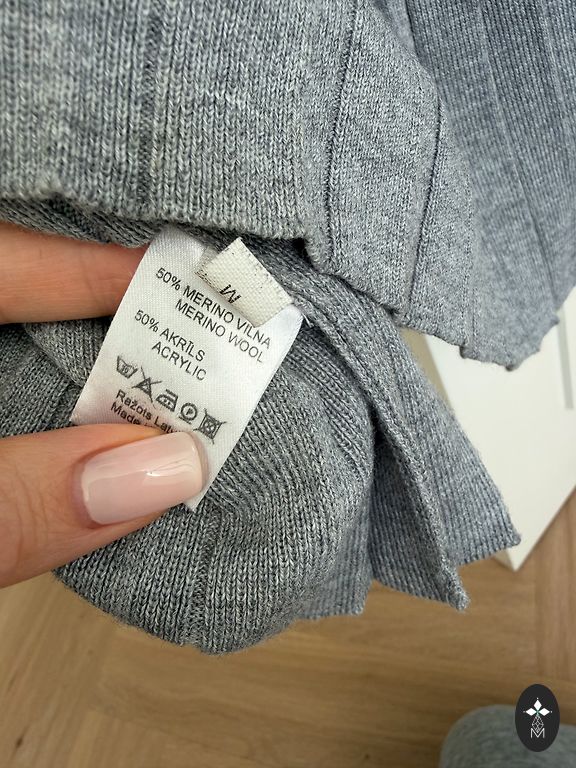 M
50% MERINO VILNA
MERINO WOOL
50% AKRĪLS
ACRYLIC
Ražots
Made
M